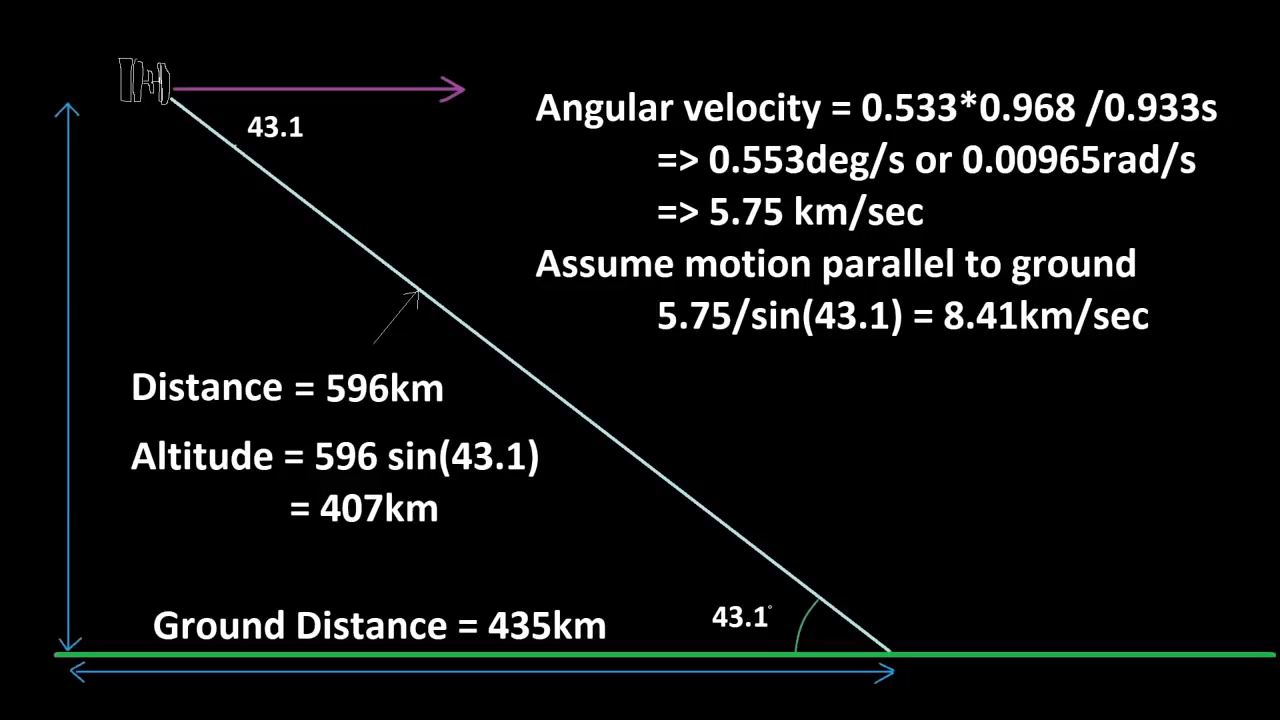 43.1
Angular velocity = 0.533*0.968 /0.933s
=> 0.553deg/s or 0.00965rad/s
=> 5.75 km/sec
Assume motion parallel to ground
5.75/sin(43.1) = 8.41km/sec
Distance = 596km
Altitude = 596 sin(43.1)
= 407km
Ground Distance = 435km
43.1°